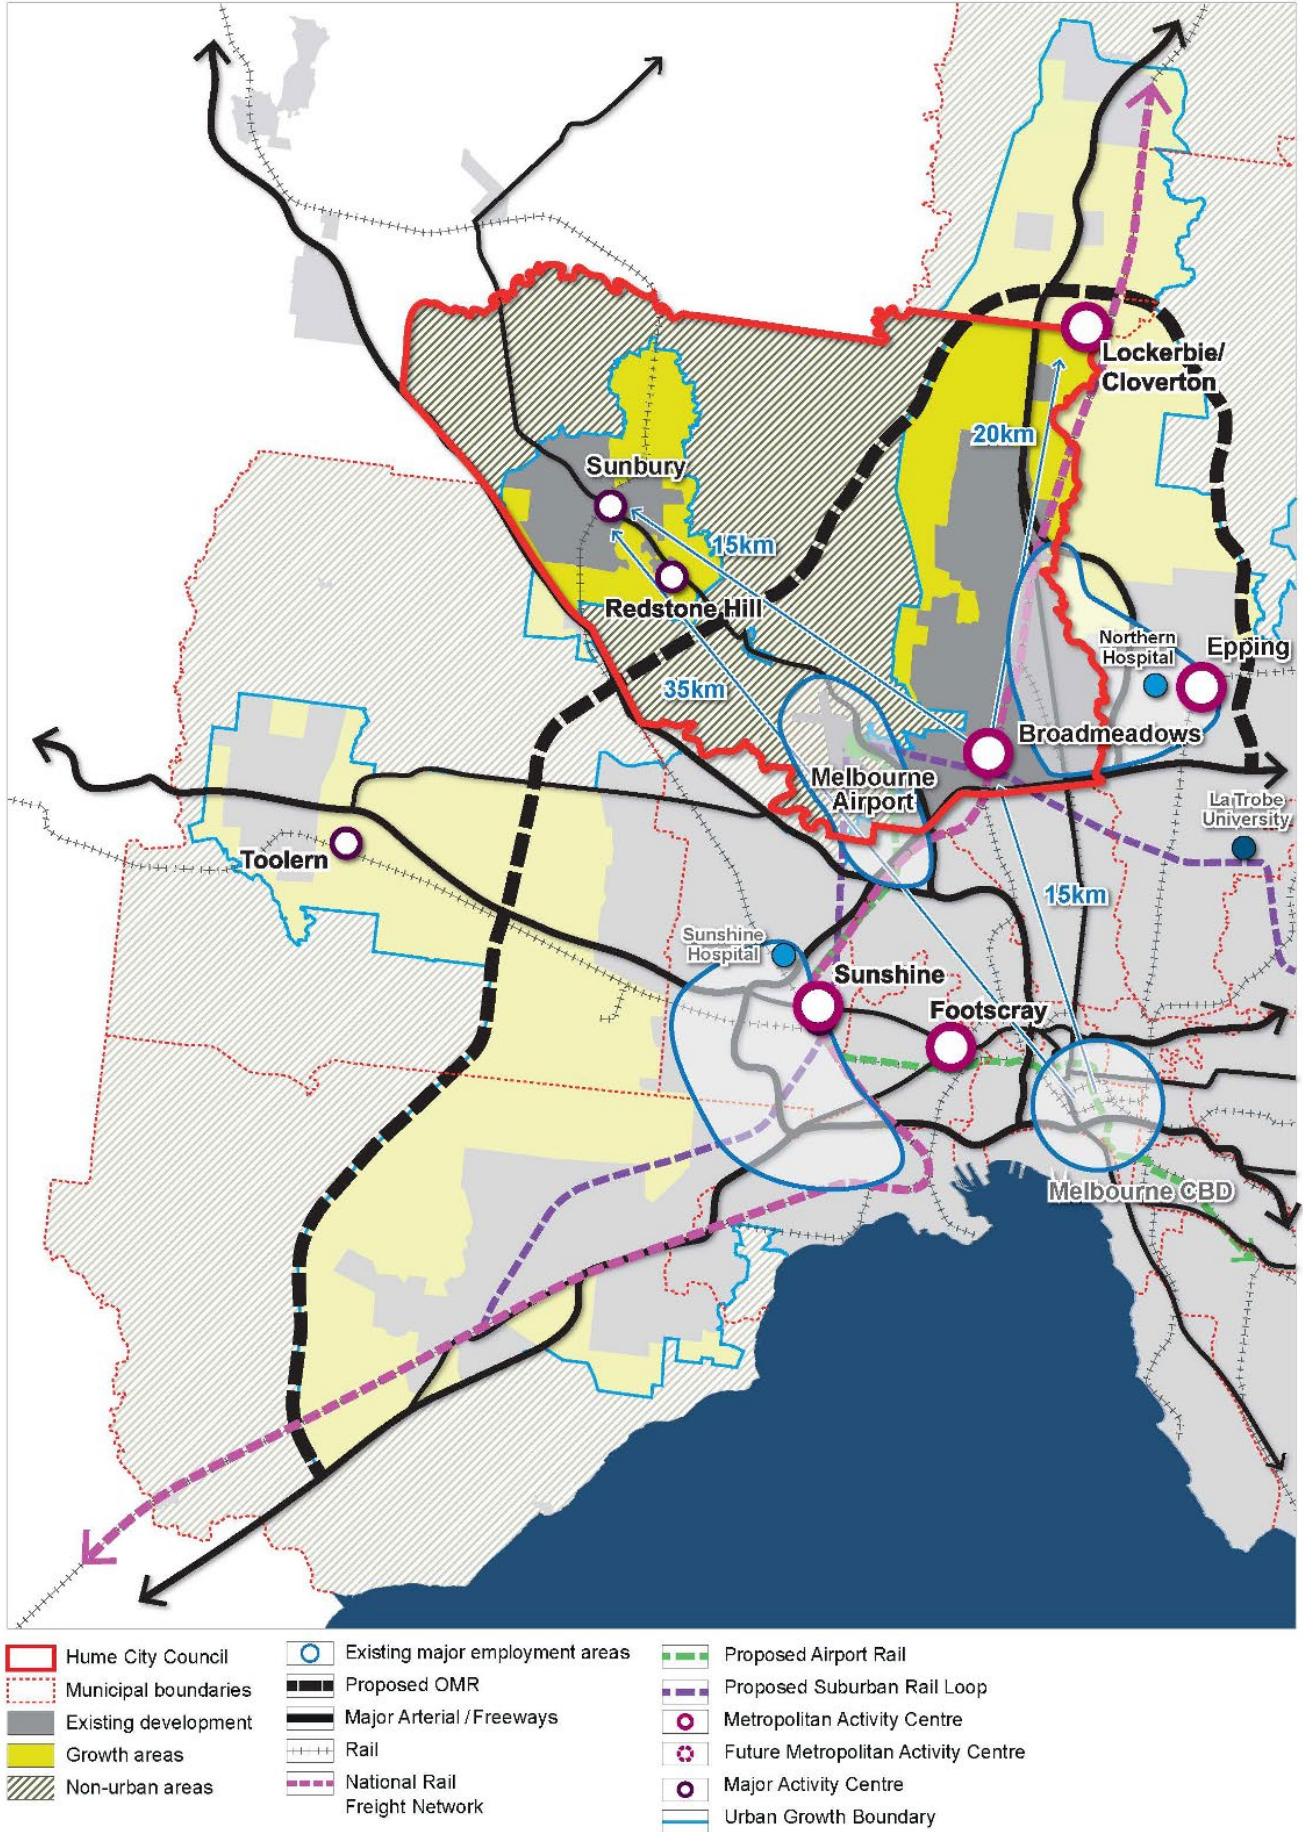 Lockerbie/
Cloverton
20km
Sunbury
15km
Redstone Hill
Northern
Hospital
Epping
35km
Broadmeadows
Melbourne
Airport
La Trobe
University
Toolern
15km
Sunshine
Hospital
Sunshine
Footscray
Melbourne CBD
Hume City Council
Municipal boundaries
Existing development
Growth areas
Non-urban areas
Existing major employment areas
Proposed OMR
Major Arterial / Freeways
Rail
National Rail
Freight Network
Proposed Airport Rail
Proposed Suburban Rail Loop
Metropolitan Activity Centre
Future Metropolitan Activity Centre
Major Activity Centre
Urban Growth Boundary